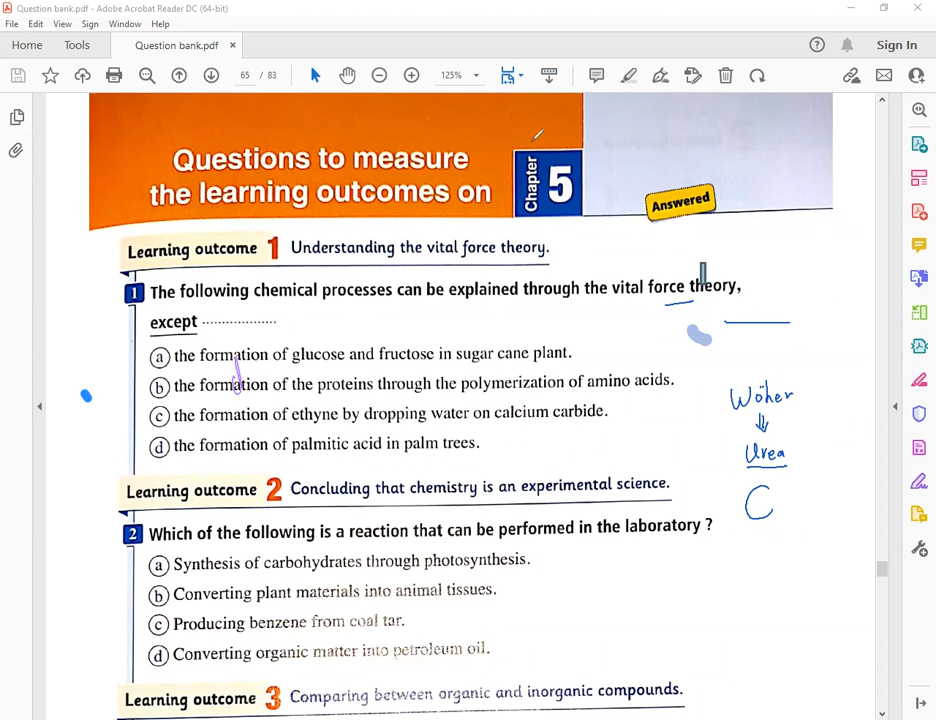 Question bank.pdf - Adobe Acrobat Reader DC (64-bit)
File Edit View Sign Window Help
Home Tools Question bank.pdf × Sign In
65 / 83 125%
Questions to measure
the learning outcomes on
Chapter 5
Answered
Learning outcome 1 Understanding the vital force theory.
1 The following chemical processes can be explained through the vital force theory,
except ....................
a the formation of glucose and fructose in sugar cane plant.
b the formation of the proteins through the polymerization of amino acids.
c the formation of ethyne by dropping water on calcium carbide.
d the formation of palmitic acid in palm trees.
Wöher
⇓
Urea
C
Learning outcome 2 Concluding that chemistry is an experimental science.
2 Which of the following is a reaction that can be performed in the laboratory ?
a Synthesis of carbohydrates through photosynthesis.
b Converting plant materials into animal tissues.
c Producing benzene from coal tar.
d Converting organic matter into petroleum oil.
Learning outcome 3 Comparing between organic and inorganic compounds.